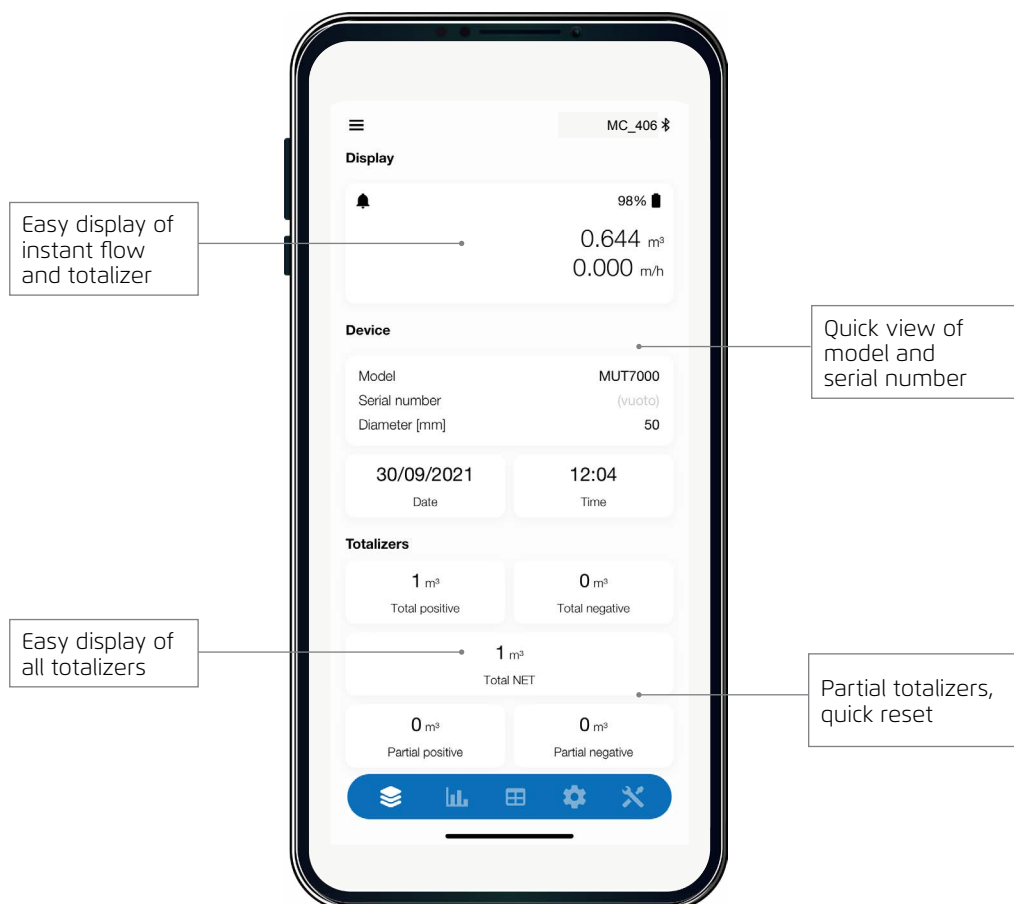 MC_406
Display
98%
0.644 m³
0.000 m/h
Easy display of
instant flow
and totalizer
Device
Quick view of
model and
serial number
Model MUT7000
Serial number (vuoto)
Diameter [mm] 50
30/09/2021 12:04
Date Time
Totalizers
1 m³ 0 m³
Total positive Total negative
Easy display of
all totalizers
1 m³
Total NET
Partial totalizers,
quick reset
0 m³ 0 m³
Partial positive Partial negative